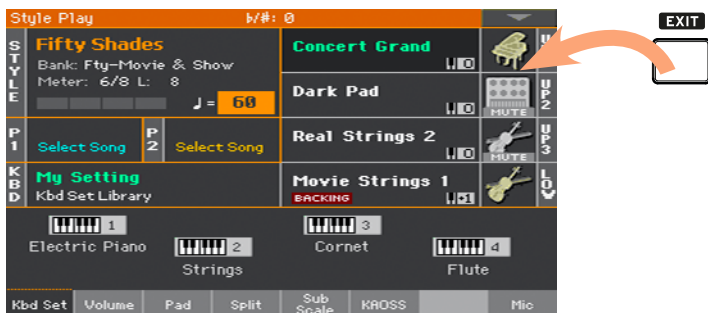 Style Play ♭/#: 0
EXIT
STYLE
Fifty Shades
Bank: Fty-Movie & Show
Meter: 6/8 L: 8
♩ = 60
Concert Grand
Dark Pad
MUTE
UP2
P1
Select Song
P2
Select Song
Real Strings 2
MUTE
UP3
KBD
My Setting
Kbd Set Library
Movie Strings 1
BACKING
+1
LOW
1
Electric Piano
2
Strings
3
Cornet
4
Flute
Kbd Set Volume Pad Split Sub Scale KAOSS Mic